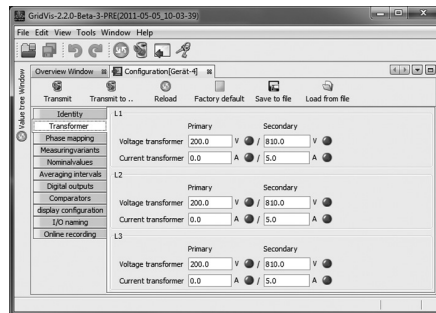 GridVis-2.2.0-Beta-3-PRE(2011-05-05_10-03-39)
File Edit View Tools Window Help
Value tree Window
Overview Window Configuration[Gerät-4]
Transmit Transmit to .. Reload Factory default Save to file Load from file
Identity
Transformer
Phase mapping
Measuringvariants
Nominalvalues
Averaging intervals
Digital outputs
Comparators
display configuration
I/O naming
Online recording
L1
Primary Secondary
Voltage transformer 200.0 V / 810.0 V
Current transformer 0.0 A / 5.0 A
L2
Primary Secondary
Voltage transformer 200.0 V / 810.0 V
Current transformer 0.0 A / 5.0 A
L3
Primary Secondary
Voltage transformer 200.0 V / 810.0 V
Current transformer 0.0 A / 5.0 A